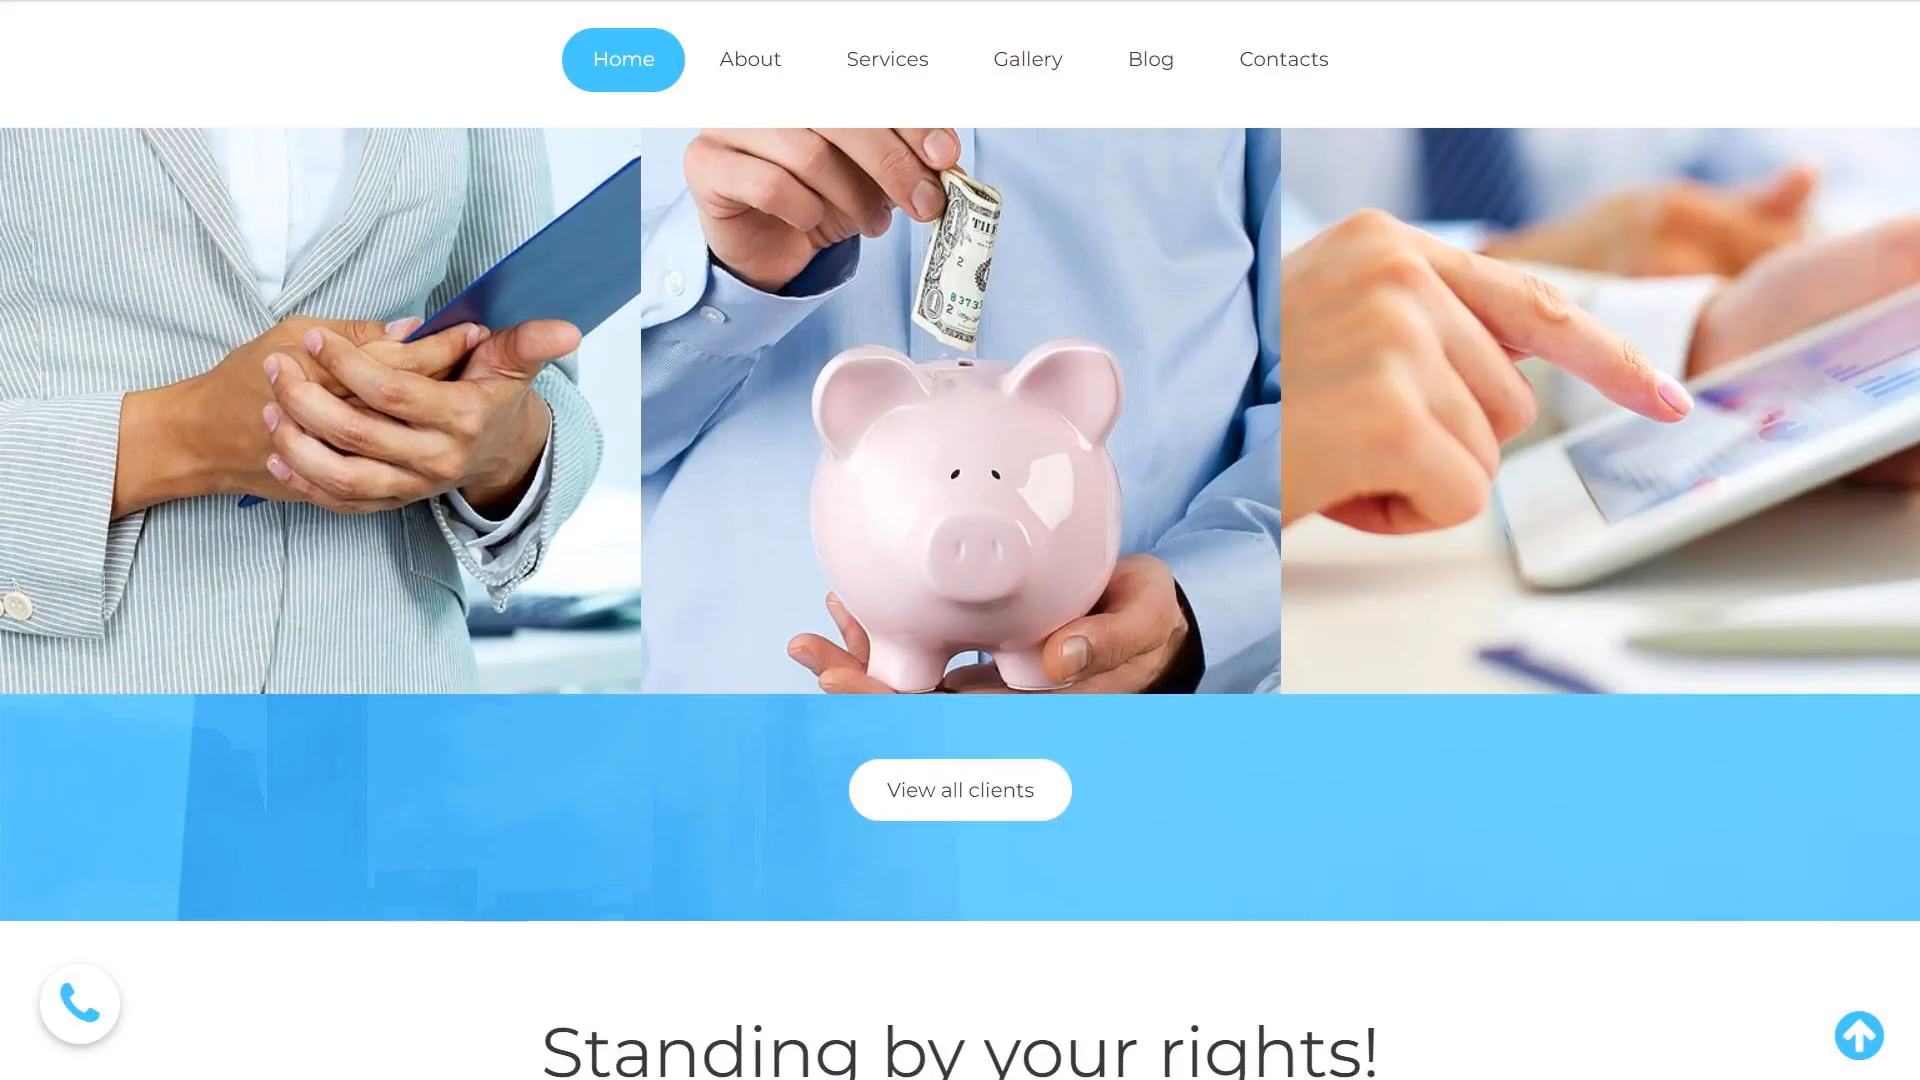 Home
About
Services
Gallery
Blog
Contacts
View all clients
Standing by your rights!